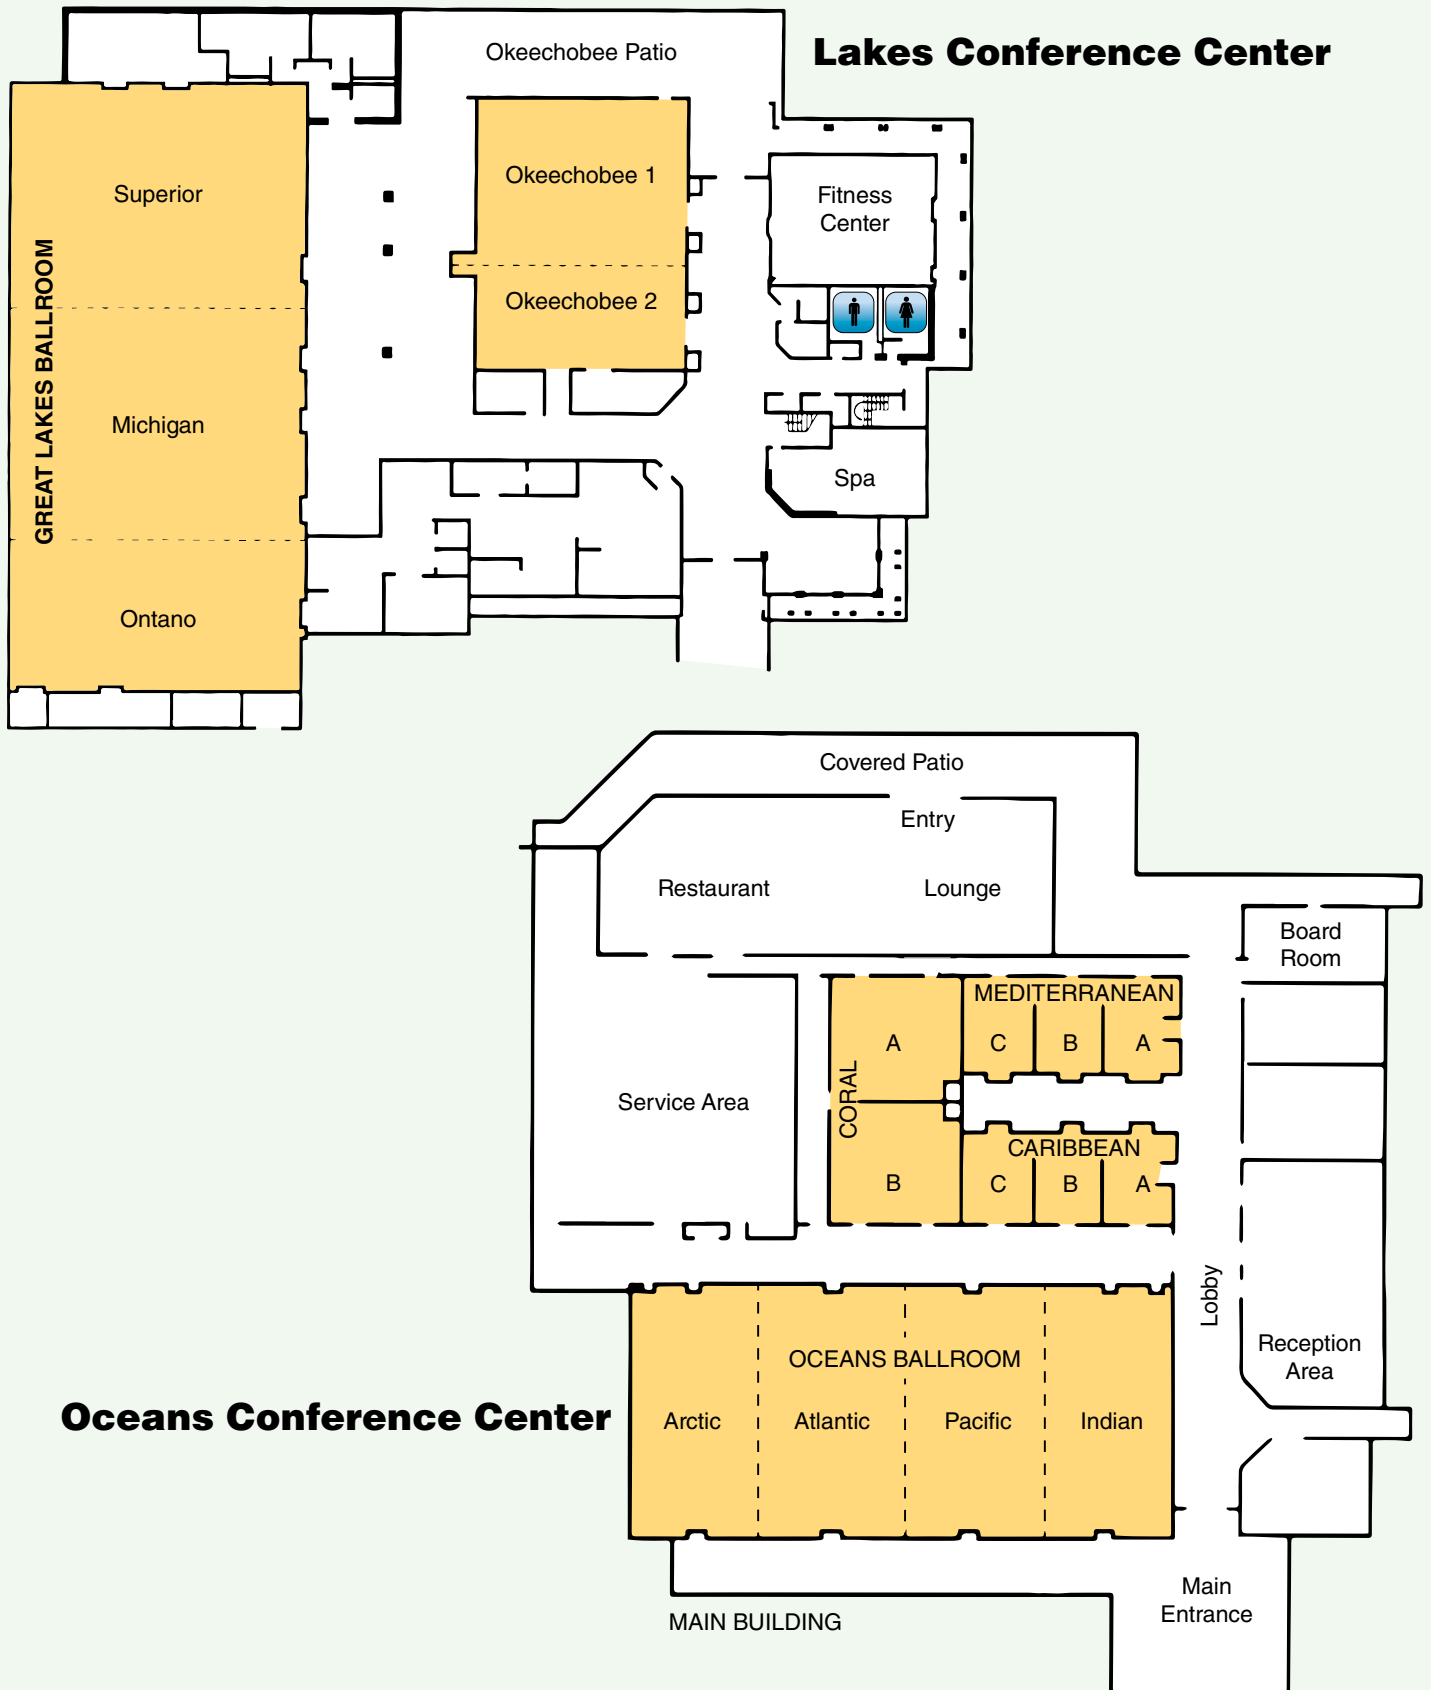 Lakes Conference Center
Okeechobee Patio
Superior
Okeechobee 1
Fitness
Center
GREAT LAKES BALLROOM
Okeechobee 2
Michigan
Spa
Ontano
Covered Patio
Entry
Restaurant
Lounge
Board
Room
MEDITERRANEAN
A
C
B
A
CORAL
Service Area
CARIBBEAN
B
C
B
A
Lobby
Reception
Area
OCEANS BALLROOM
Oceans Conference Center
Arctic
Atlantic
Pacific
Indian
Main
Entrance
MAIN BUILDING